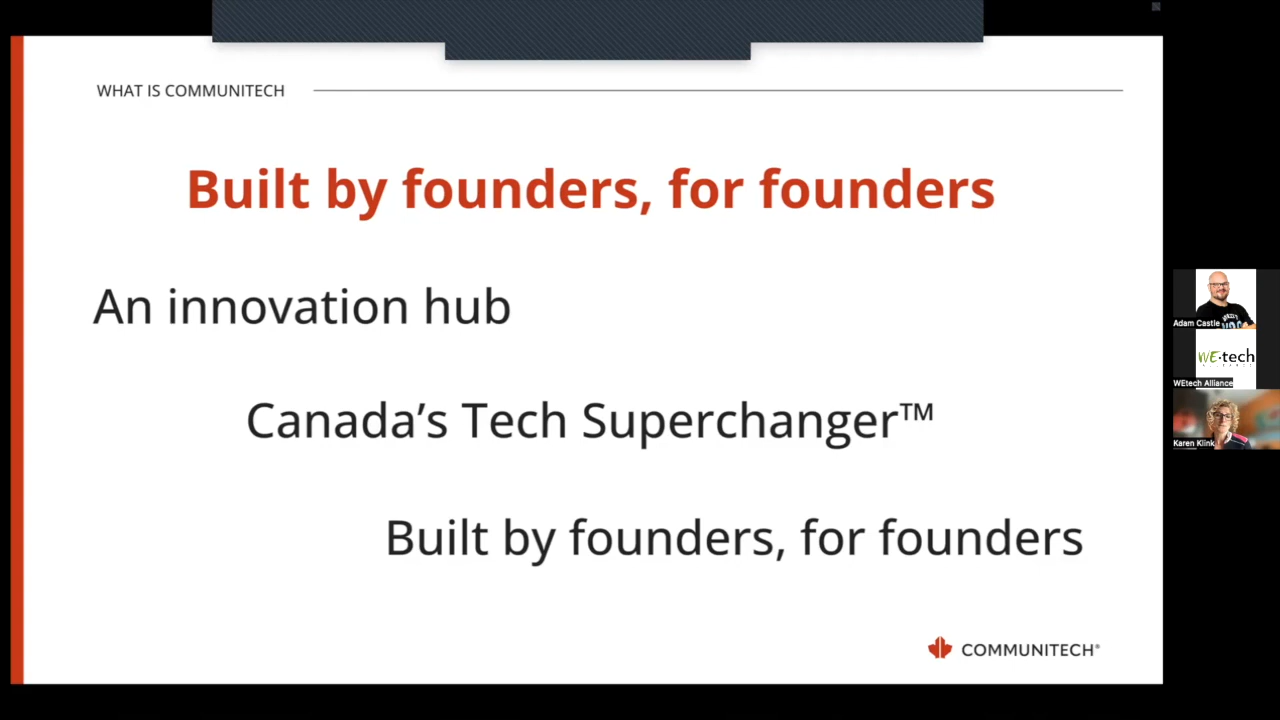 WHAT IS COMMUNITECH
Built by founders, for founders
An innovation hub
Canada’s Tech Superchanger™
Built by founders, for founders
COMMUNITECH®
Adam Castle
WE·tech
WEtech Alliance
Karen Klink